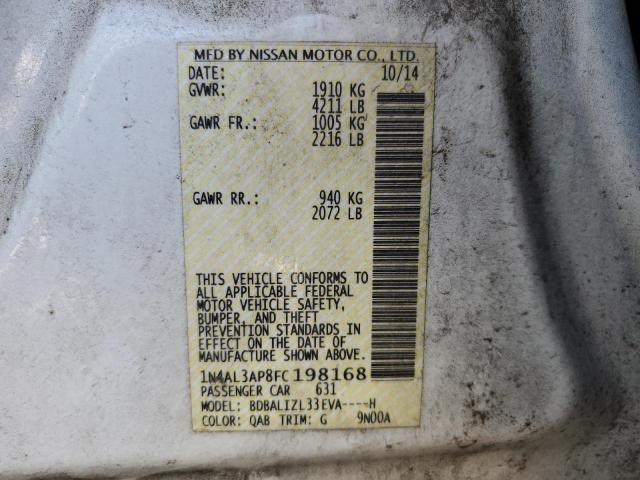 MFD BY NISSAN MOTOR CO., LTD.
DATE: 10/14
GVWR: 1910 KG
4211 LB
GAWR FR.: 1005 KG
2216 LB
GAWR RR.: 940 KG
2072 LB
THIS VEHICLE CONFORMS TO
ALL APPLICABLE FEDERAL
MOTOR VEHICLE SAFETY,
BUMPER, AND THEFT
PREVENTION STANDARDS IN
EFFECT ON THE DATE OF
MANUFACTURE SHOWN ABOVE.
1N4AL3AP8FC198168
PASSENGER CAR 631
MODEL: BDBALIZL33EVA----H
COLOR: QAB TRIM: G 9N00A